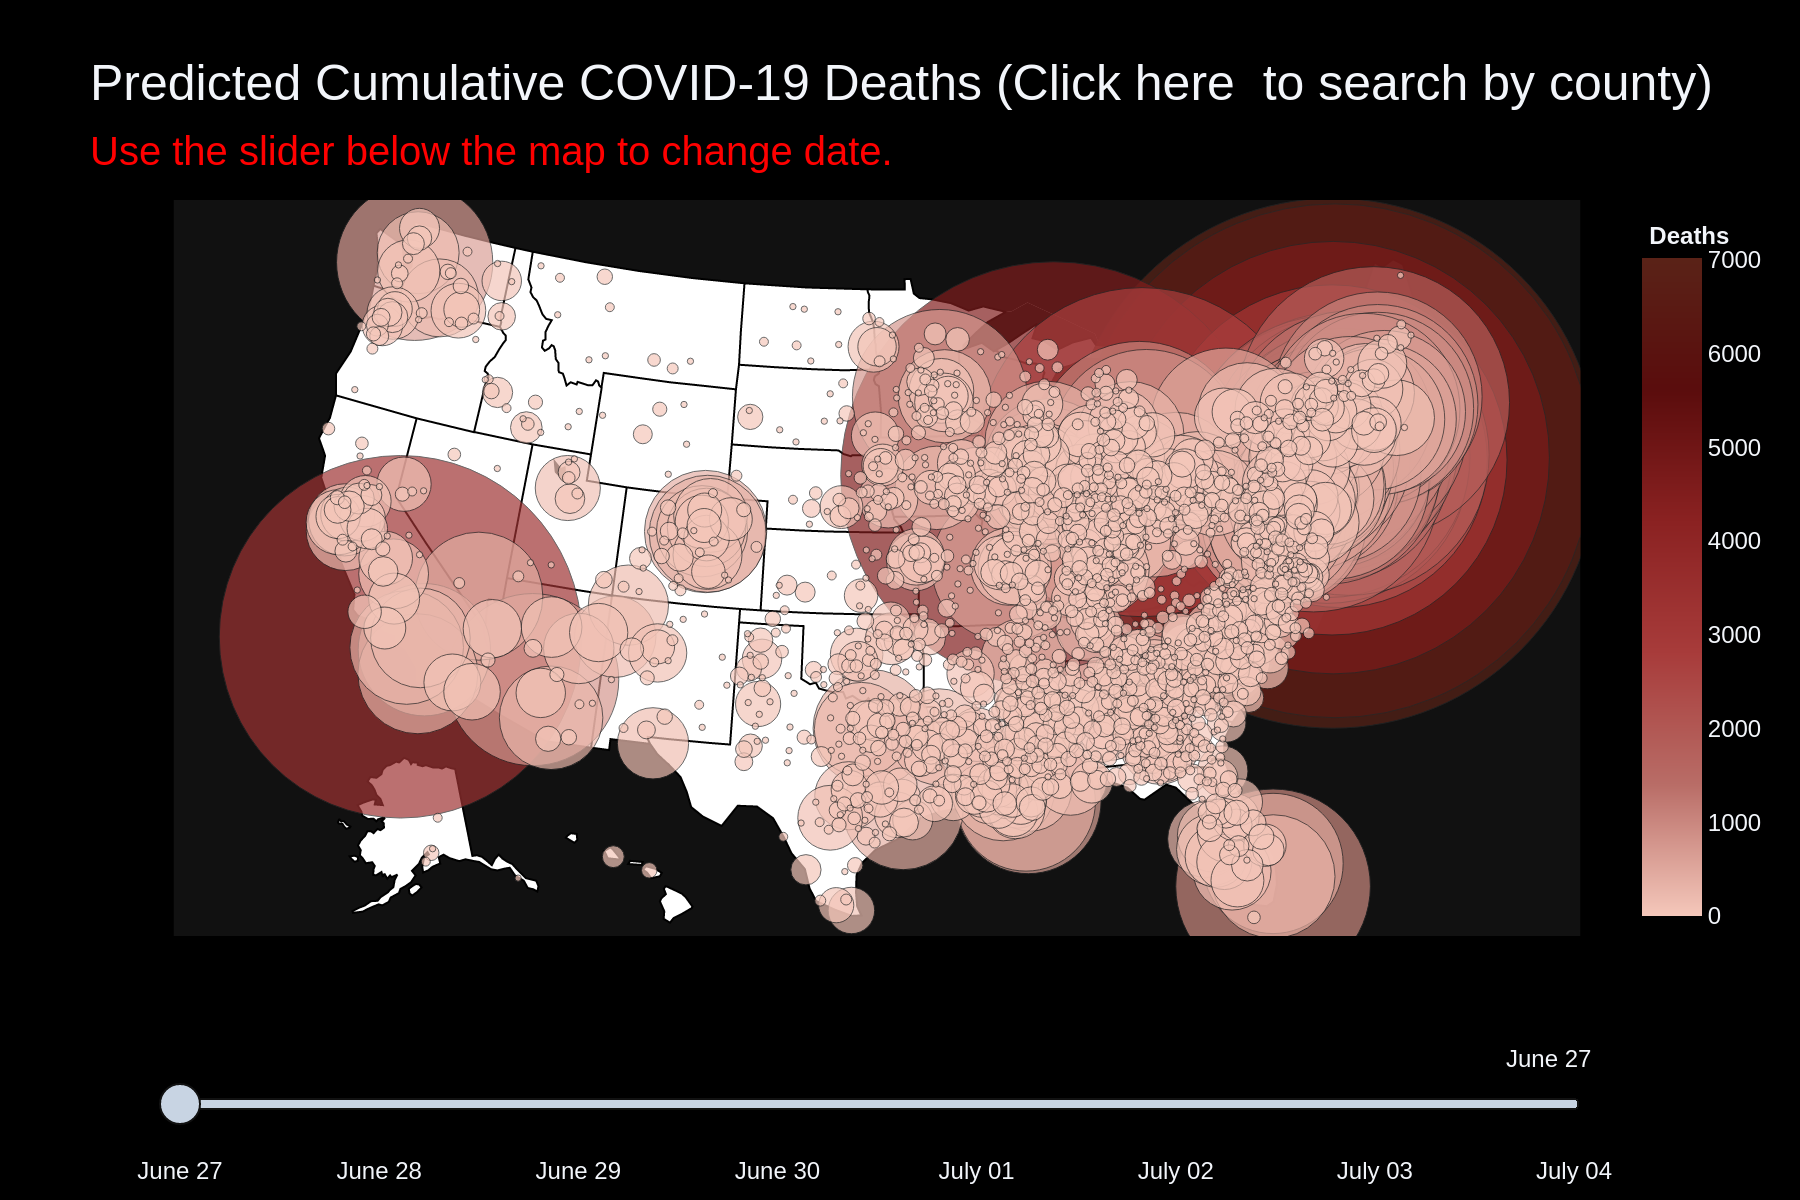 Predicted Cumulative COVID-19 Deaths (Click here  to search by county)
Use the slider below the map to change date.
Deaths
7000
6000
5000
4000
3000
2000
1000
0
June 27
June 27
June 28
June 29
June 30
July 01
July 02
July 03
July 04